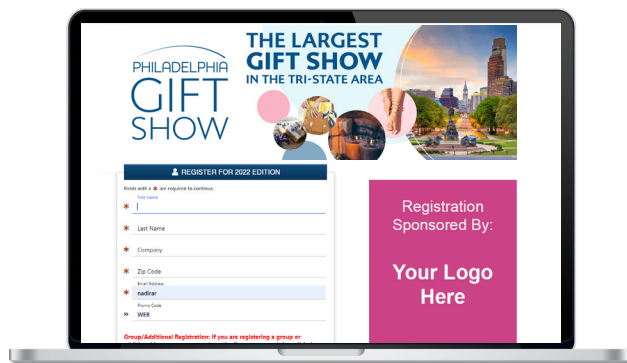 PHILADELPHIA
GIFT
SHOW
THE LARGEST
GIFT SHOW
IN THE TRI-STATE AREA
REGISTER FOR 2022 EDITION
Fields with a * are required to continue.
First Name
*
* Last Name
* Company
* Zip Code
Email Address
* nadirar
Promo Code
» WEB
Group/Additional Registration: If you are registering a group or
Registration
Sponsored By:
Your Logo
Here